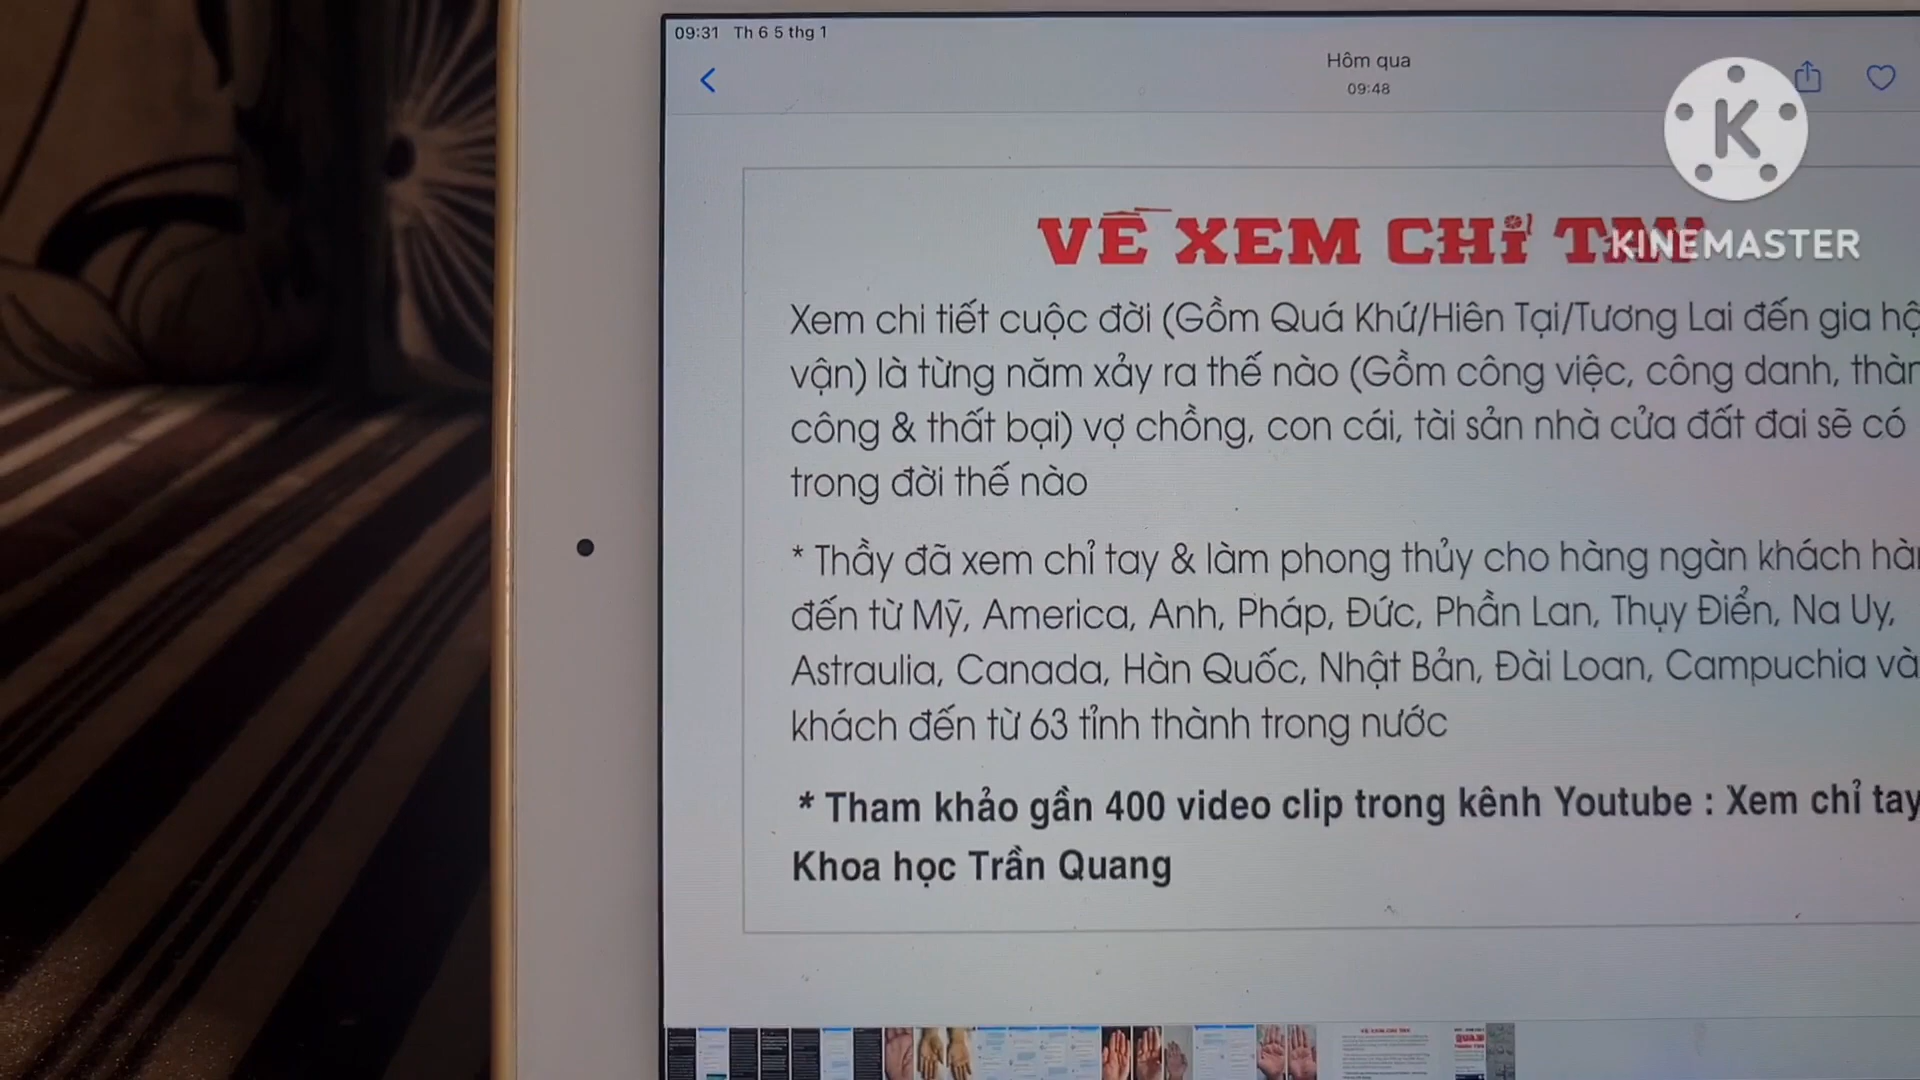 09:31 Th 6 5 thg 1
Hôm qua
09:48
K
KINEMASTER
VỀ XEM CHỈ TAY
Xem chi tiết cuộc đời (Gồm Quá Khứ/Hiên Tại/Tương Lai đến gia hộ
vận) là từng năm xảy ra thế nào (Gồm công việc, công danh, thàn
công & thất bại) vợ chồng, con cái, tài sản nhà cửa đất đai sẽ có
trong đời thế nào
* Thầy đã xem chỉ tay & làm phong thủy cho hàng ngàn khách hàn
đến từ Mỹ, America, Anh, Pháp, Đức, Phần Lan, Thụy Điển, Na Uy,
Astraulia, Canada, Hàn Quốc, Nhật Bản, Đài Loan, Campuchia và
khách đến từ 63 tỉnh thành trong nước
* Tham khảo gần 400 video clip trong kênh Youtube : Xem chỉ tay
Khoa học Trần Quang